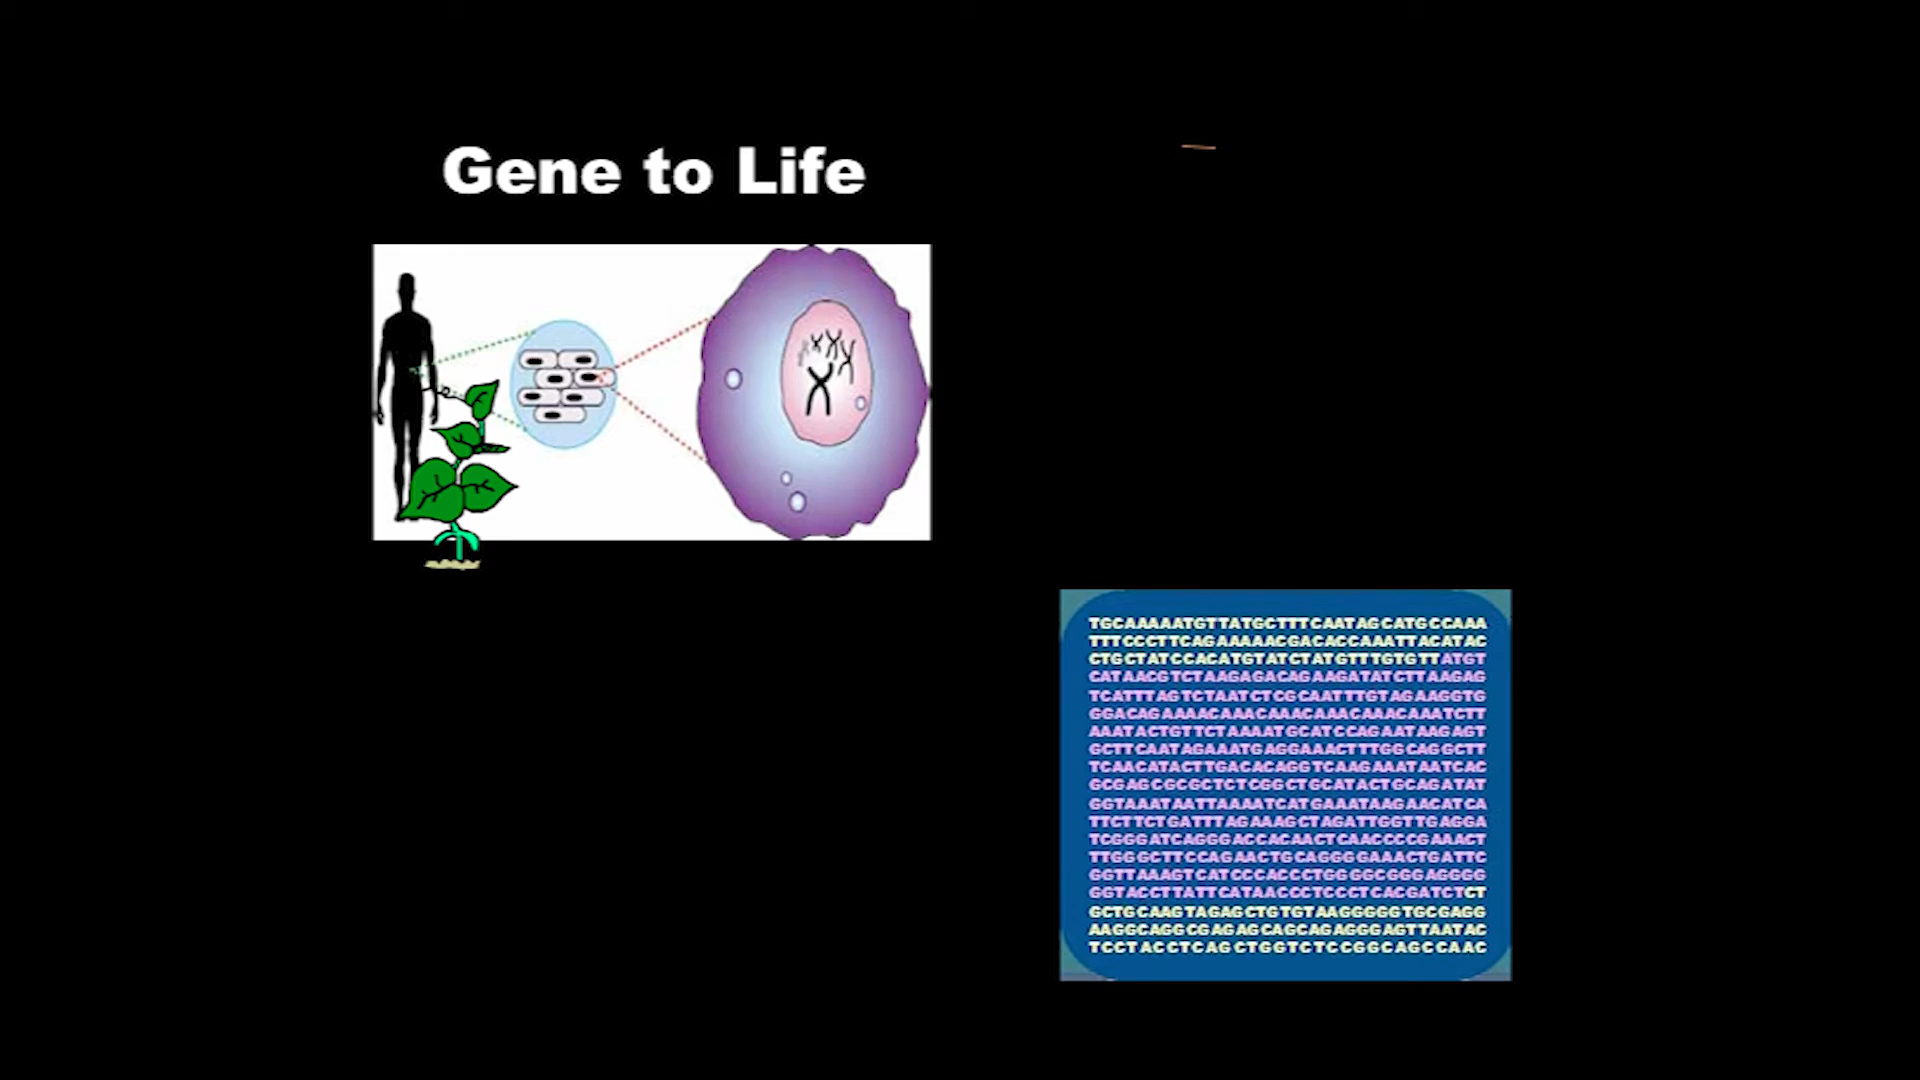 Gene to Life
TGCAAAAATGTTATGCTTTCAATAGCATGCCAAA
TTTCCCTTCAGAAAAACGACACCAAATTACATAC
CTGCTATCCACATGTATCTATGTTTGTGTTATGT
CATAACGTCTAAGAGACAGAAGATATCTTAAGAG
TCATTTAGTCTAATCTCGCAATTTGTAGAAGGTG
GGACAGAAAACAAACAAACAAACAAACAAATCTT
AAATACTGTTCTAAAATGCATCCAGAATAAGAGT
GCTTCAATAGAAATGAGGAAACTTTGGCAGGCTT
TCAACATACTTGACACAGGTCAAGAAATAATCAC
GCGAGCGCGCTCTCGGCTGCATACTGCAGATAT
GGTAAATAATTAAAATCATGAAATAAGAACATCA
TTCTTCTGATTTAGAAAGCTAGATTGGTTGAGGA
TCGGGATCAGGGACCACAACTCAACCCCGAAACT
TTGGGCTTCCAGAACTGCAGGGGAAACTGATTC
GGTTAAAGTCATCCCACCCTGGGGCGGGAGGGG
GGTACCTTATTCATAACCCTCCCTCACGATCTCT
GCTGCAAGTAGAGCTGTGTAAGGGGGTGCGAGG
AAGGCAGGCGAGAGCAGCAGAGGGAGTTAATAC
TCCTACCTCAGCTGGTCTCCGGCAGCCAAC